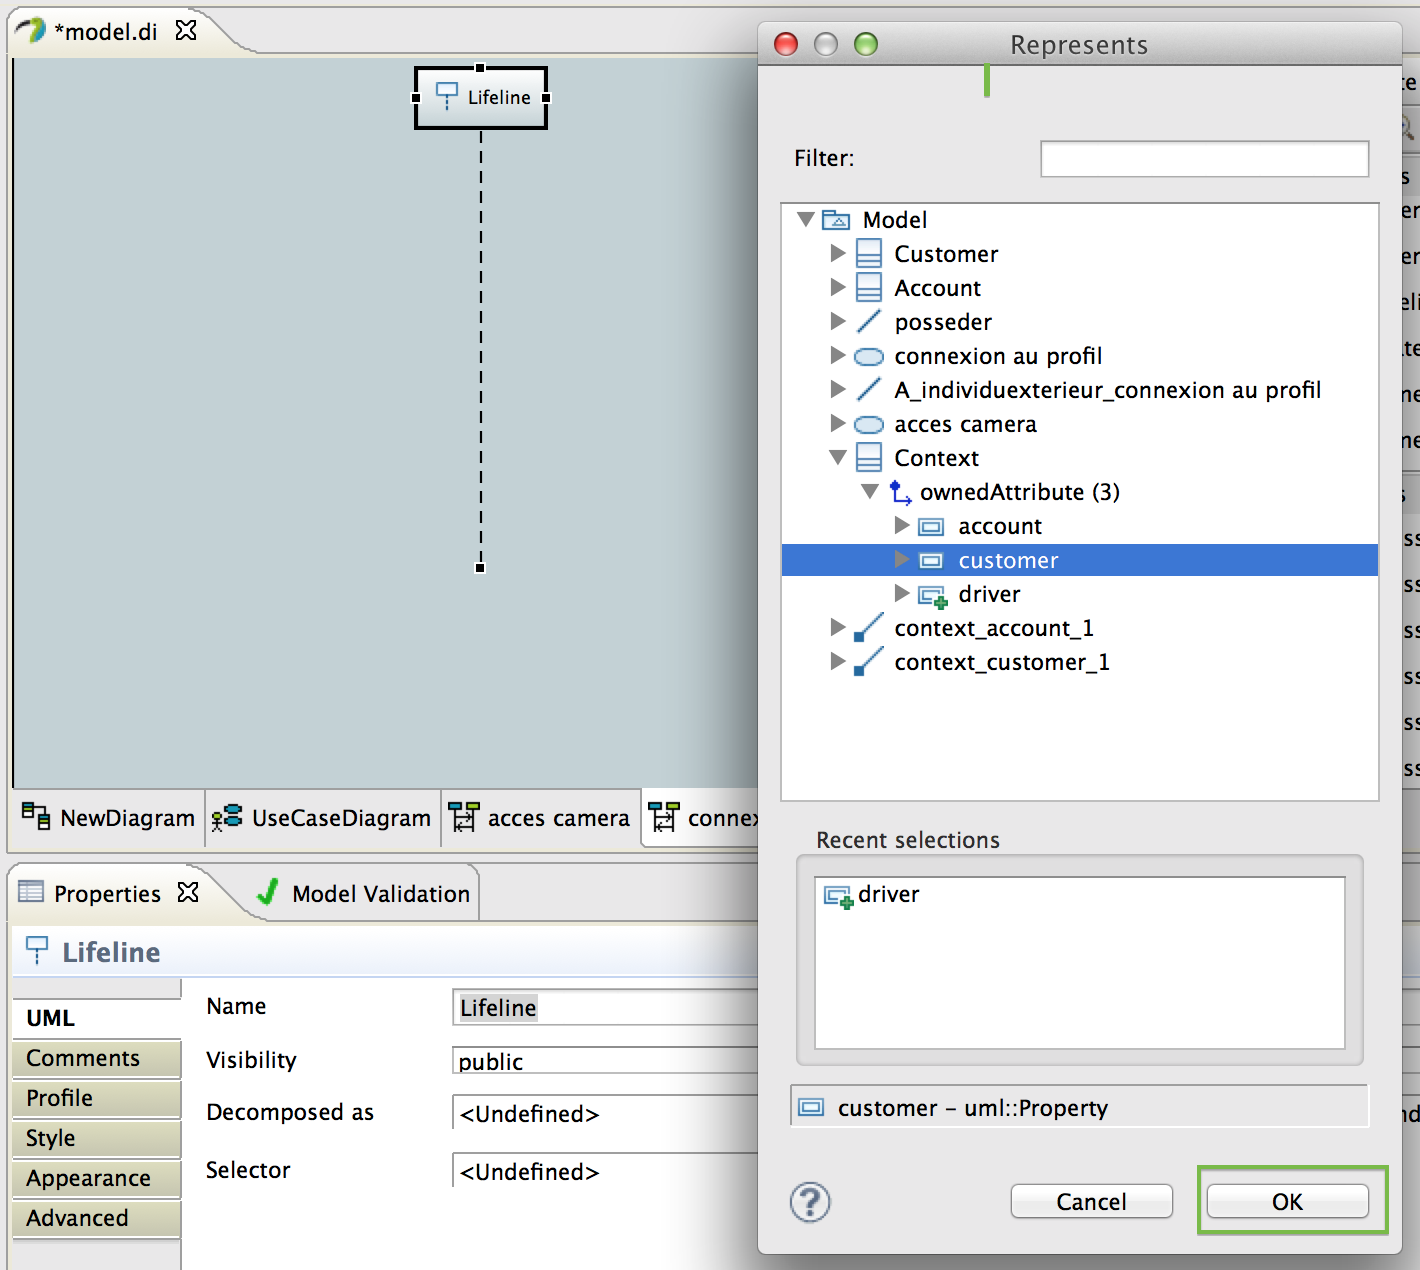 *model.di
Lifeline
NewDiagram
UseCaseDiagram
acces camera
Properties
Model Validation
Lifeline
UML
Comments
Profile
Style
Appearance
Advanced
Name
Lifeline
Visibility
public
Decomposed as
<Undefined>
Selector
<Undefined>
Represents
Filter:
Model
Customer
Account
posseder
connexion au profil
A_individuexterieur_connexion au profil
acces camera
Context
ownedAttribute (3)
account
customer
driver
context_account_1
context_customer_1
Recent selections
driver
customer – uml::Property
?
Cancel
OK